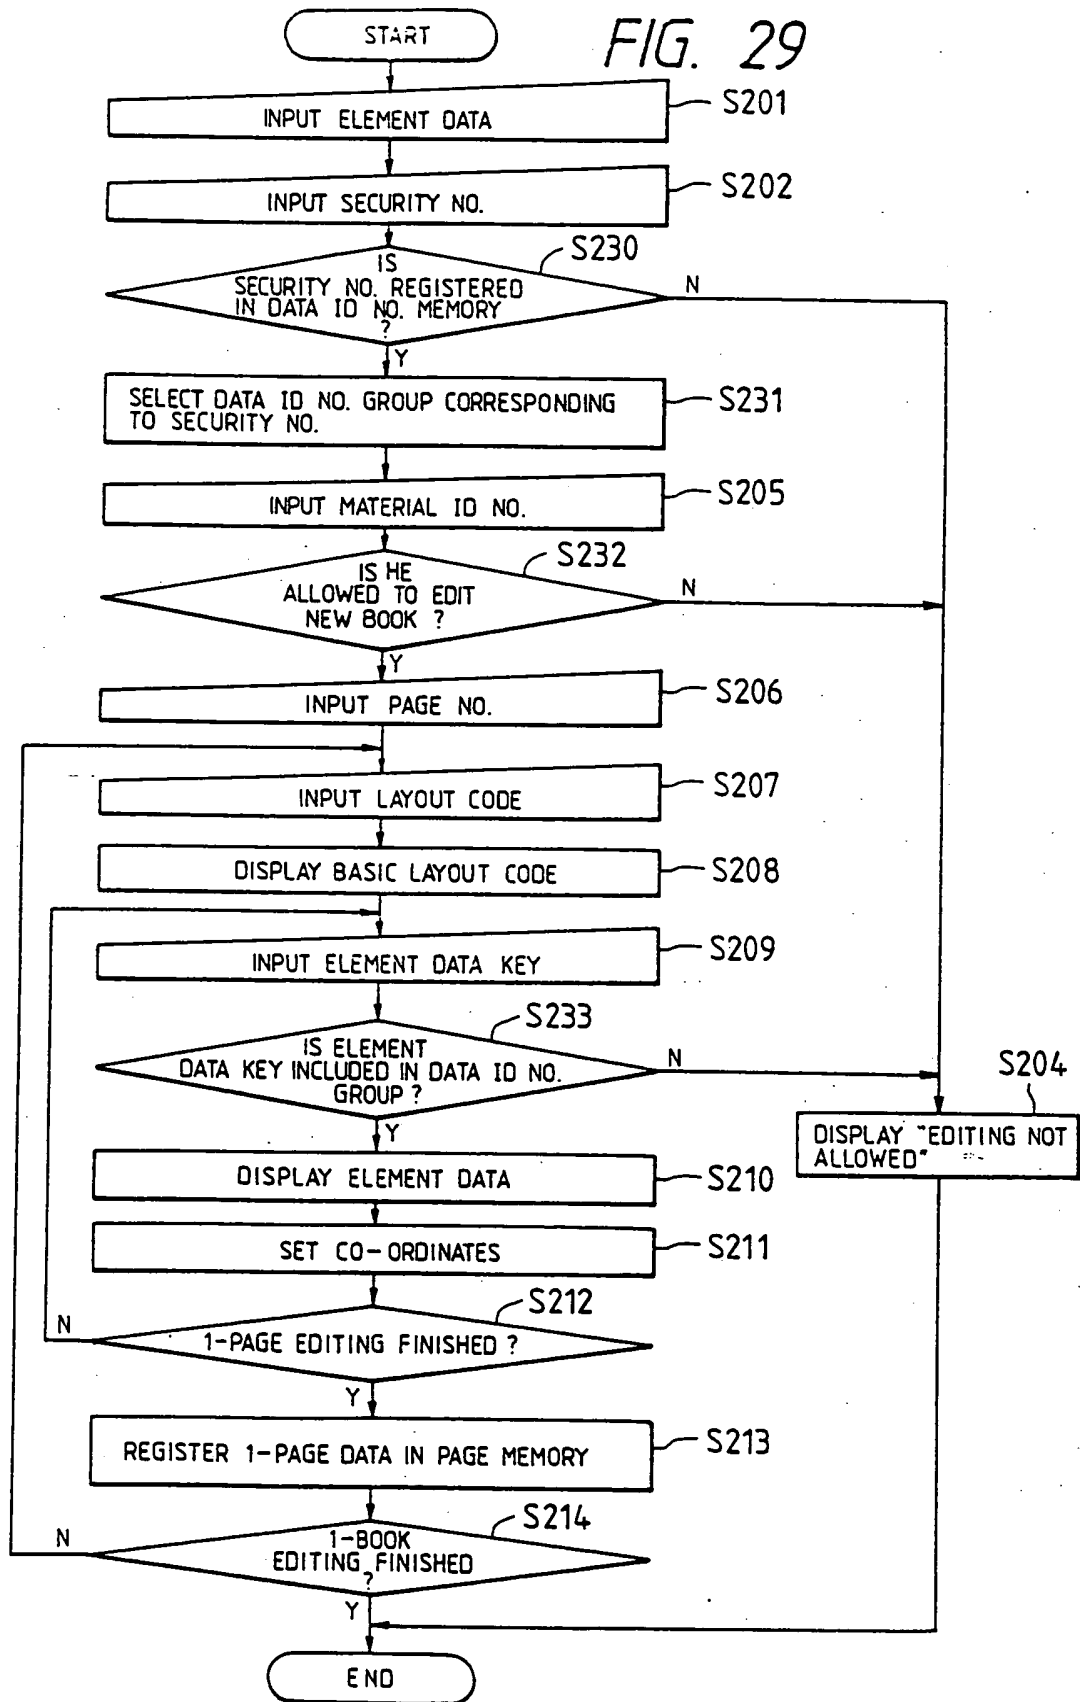 FIG. 29
START
INPUT ELEMENT DATA
S201
INPUT SECURITY NO.
S202
S230
IS
SECURITY NO. REGISTERED
IN DATA ID NO. MEMORY
?
N
Y
SELECT DATA ID NO. GROUP CORRESPONDING
TO SECURITY NO.
S231
INPUT MATERIAL ID NO.
S205
S232
IS HE
ALLOWED TO EDIT
NEW BOOK ?
N
Y
INPUT PAGE NO.
S206
INPUT LAYOUT CODE
S207
DISPLAY BASIC LAYOUT CODE
S208
INPUT ELEMENT DATA KEY
S209
S233
IS ELEMENT
DATA KEY INCLUDED IN DATA ID NO.
GROUP ?
N
Y
S204
DISPLAY "EDITING NOT
ALLOWED"
DISPLAY ELEMENT DATA
S210
SET CO-ORDINATES
S211
S212
1-PAGE EDITING FINISHED ?
N
Y
REGISTER 1-PAGE DATA IN PAGE MEMORY
S213
S214
1-BOOK
EDITING FINISHED
?
N
Y
END